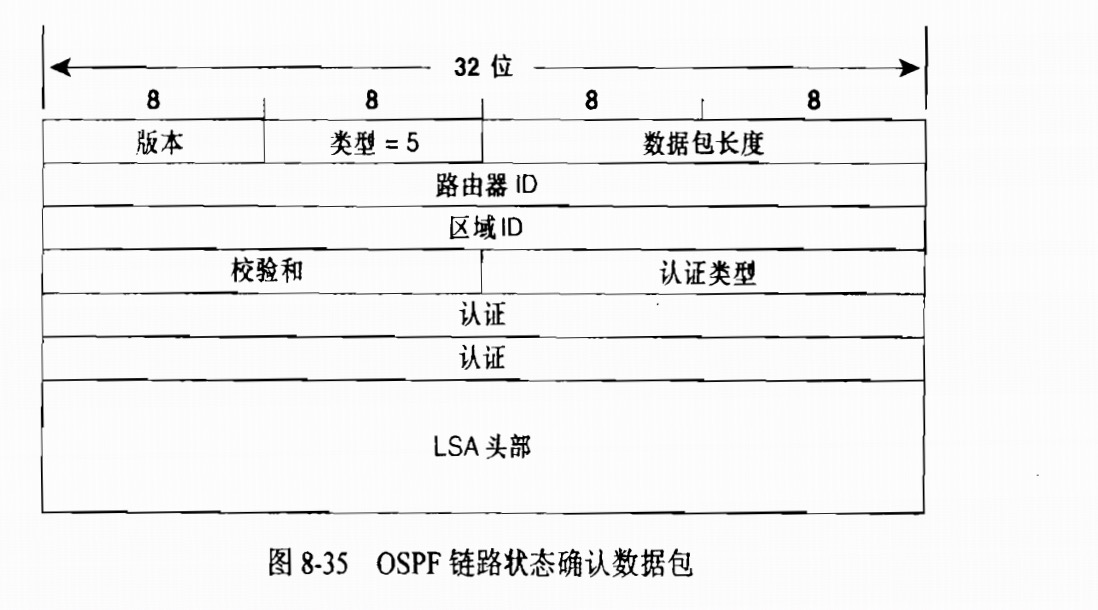 32 位
8 8 8 8
版本 类型 = 5 数据包长度
路由器 ID
区域 ID
校验和 认证类型
认证
认证
LSA 头部
图 8-35 OSPF 链路状态确认数据包